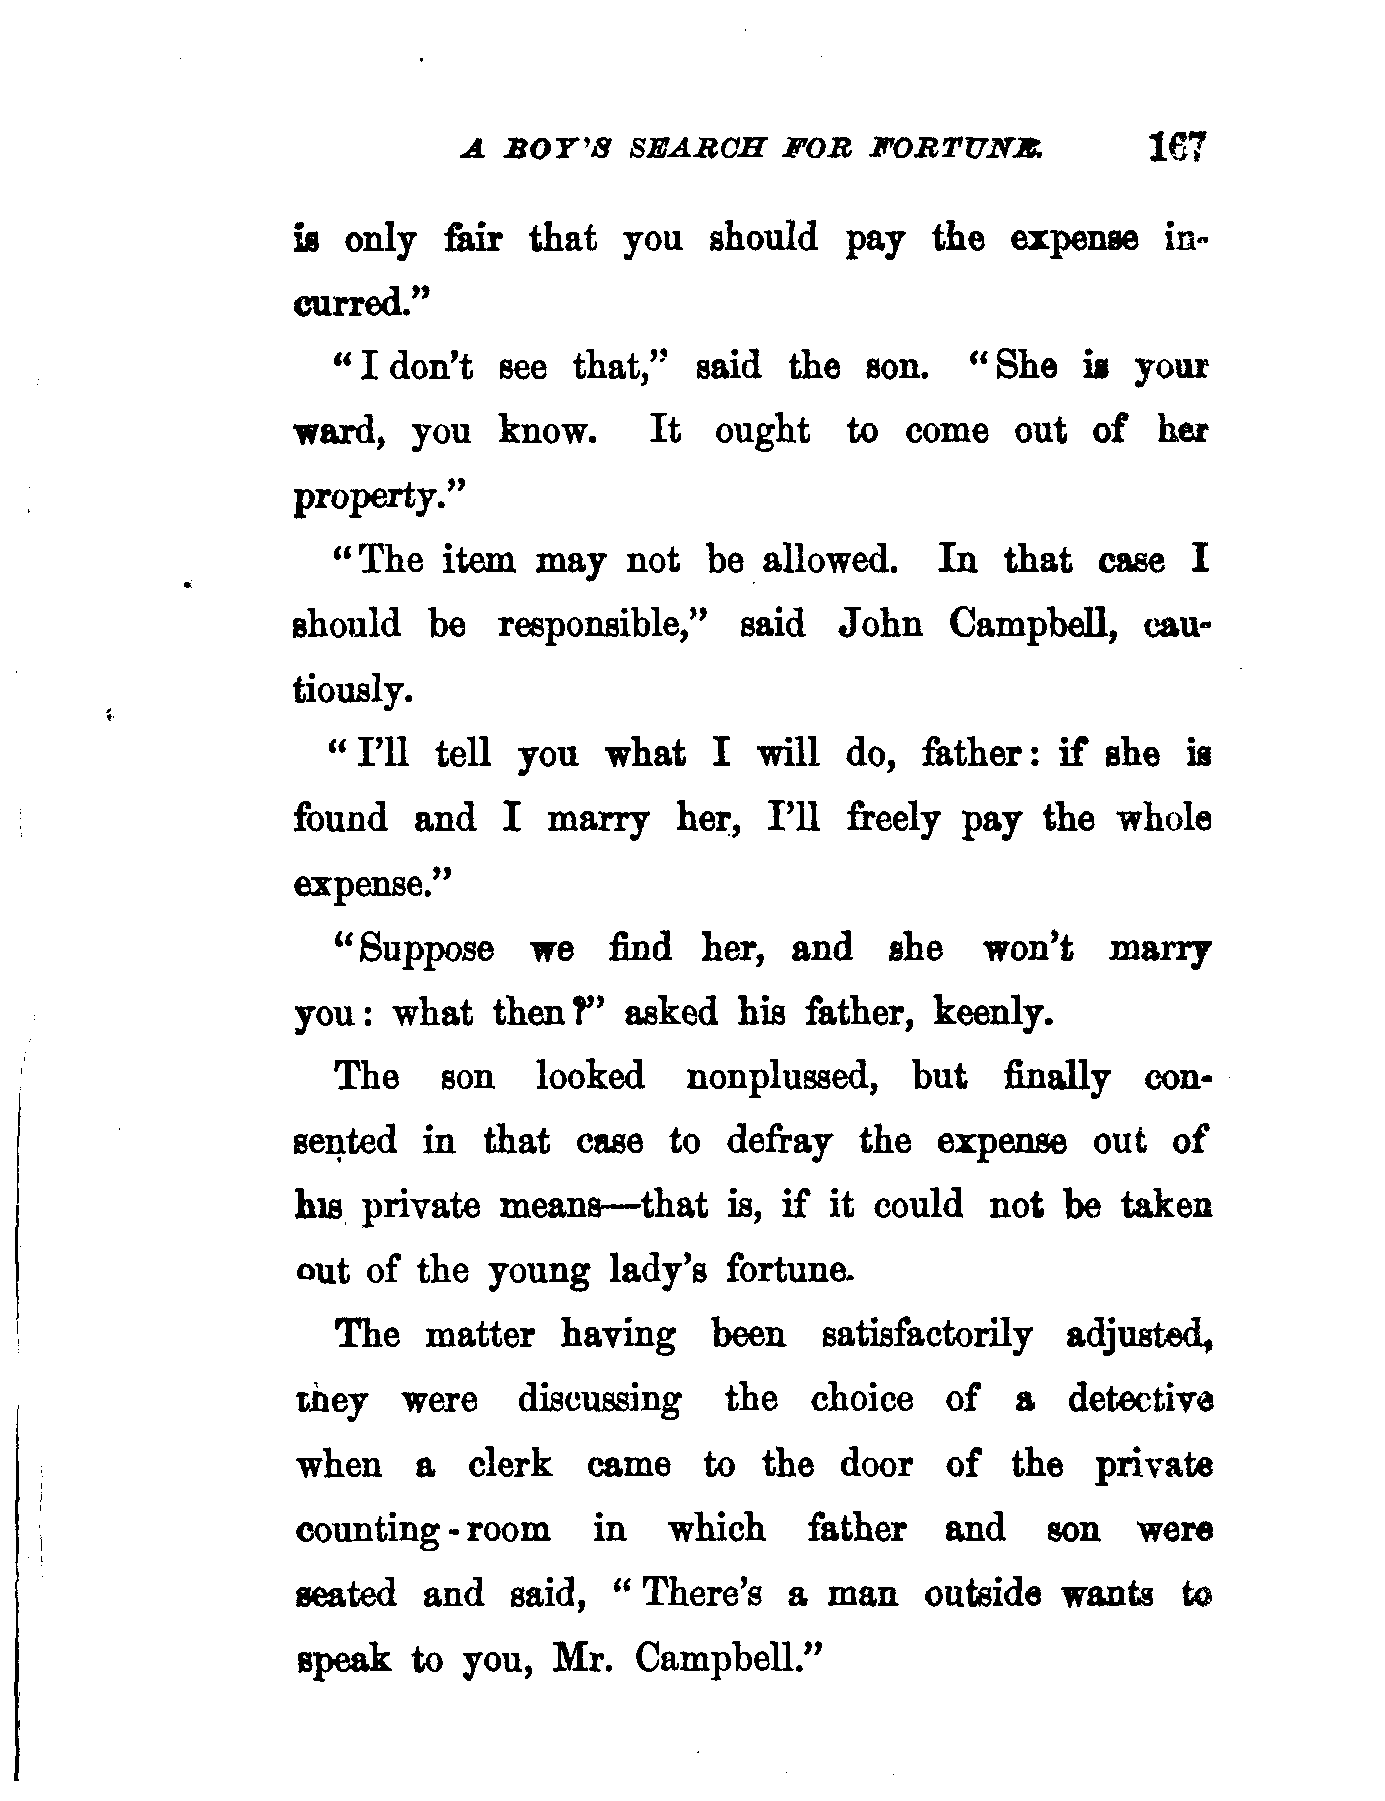 A BOY'S SEARCH FOR FORTUNE. 167
is only fair that you should pay the expense in-
curred."
"I don't see that," said the son. "She is your
ward, you know. It ought to come out of her
property."
"The item may not be allowed. In that case I
should be responsible," said John Campbell, cau-
tiously.
"I'll tell you what I will do, father: if she is
found and I marry her, I'll freely pay the whole
expense."
"Suppose we find her, and she won't marry
you: what then?" asked his father, keenly.
The son looked nonplussed, but finally con-
sented in that case to defray the expense out of
his private means—that is, if it could not be taken
out of the young lady's fortune.
The matter having been satisfactorily adjusted,
they were discussing the choice of a detective
when a clerk came to the door of the private
counting-room in which father and son were
seated and said, "There's a man outside wants to
speak to you, Mr. Campbell."